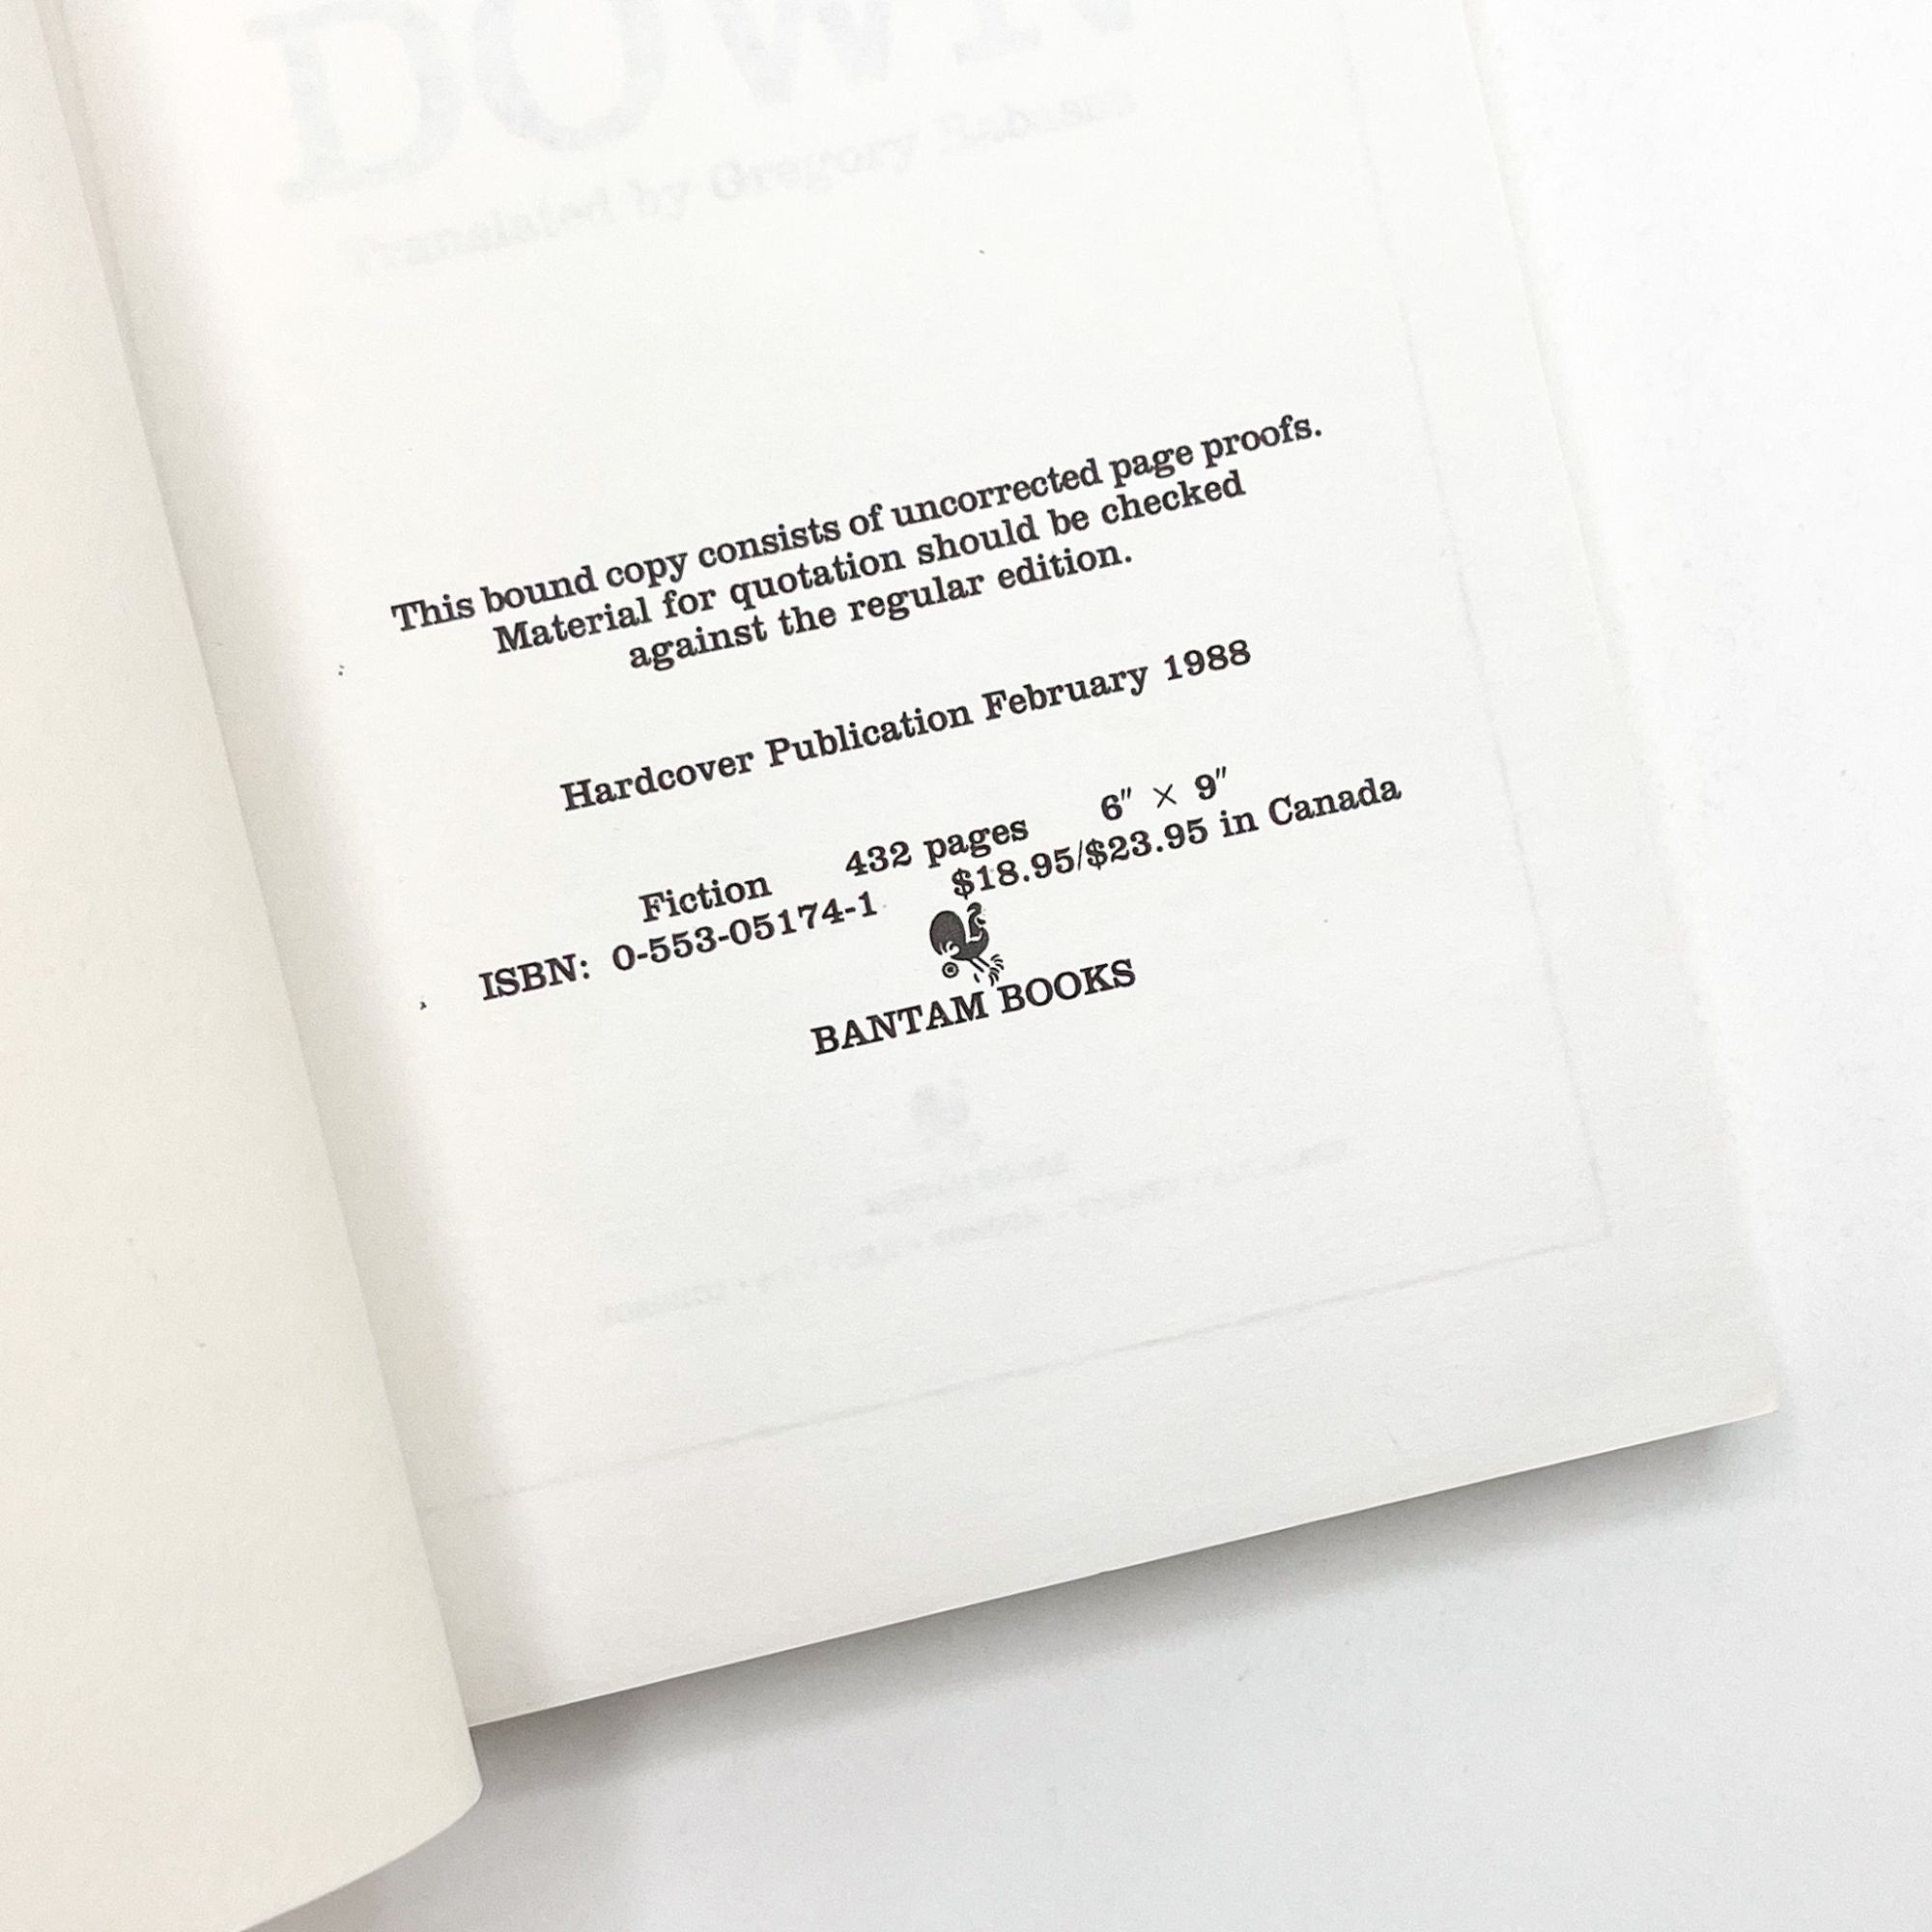 DOWN
Translated by Gregory
This bound copy consists of uncorrected page proofs.
Material for quotation should be checked
against the regular edition.
Hardcover Publication February 1988
Fiction 432 pages 6" × 9"
ISBN: 0-553-05174-1 $18.95/$23.95 in Canada
BANTAM BOOKS